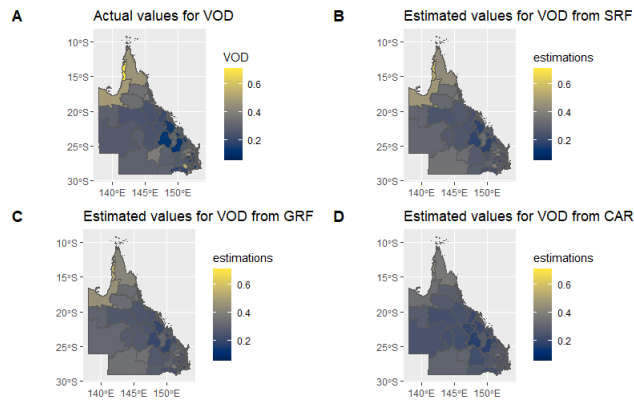 A Actual values for VOD
10°S
15°S
20°S
25°S
30°S
140°E 145°E 150°E
VOD
0.6
0.4
0.2
B Estimated values for VOD from SRF
10°S
15°S
20°S
25°S
30°S
140°E 145°E 150°E
estimations
0.6
0.4
0.2
C Estimated values for VOD from GRF
10°S
15°S
20°S
25°S
30°S
140°E 145°E 150°E
estimations
0.6
0.4
0.2
D Estimated values for VOD from CAR
10°S
15°S
20°S
25°S
30°S
140°E 145°E 150°E
estimations
0.6
0.4
0.2